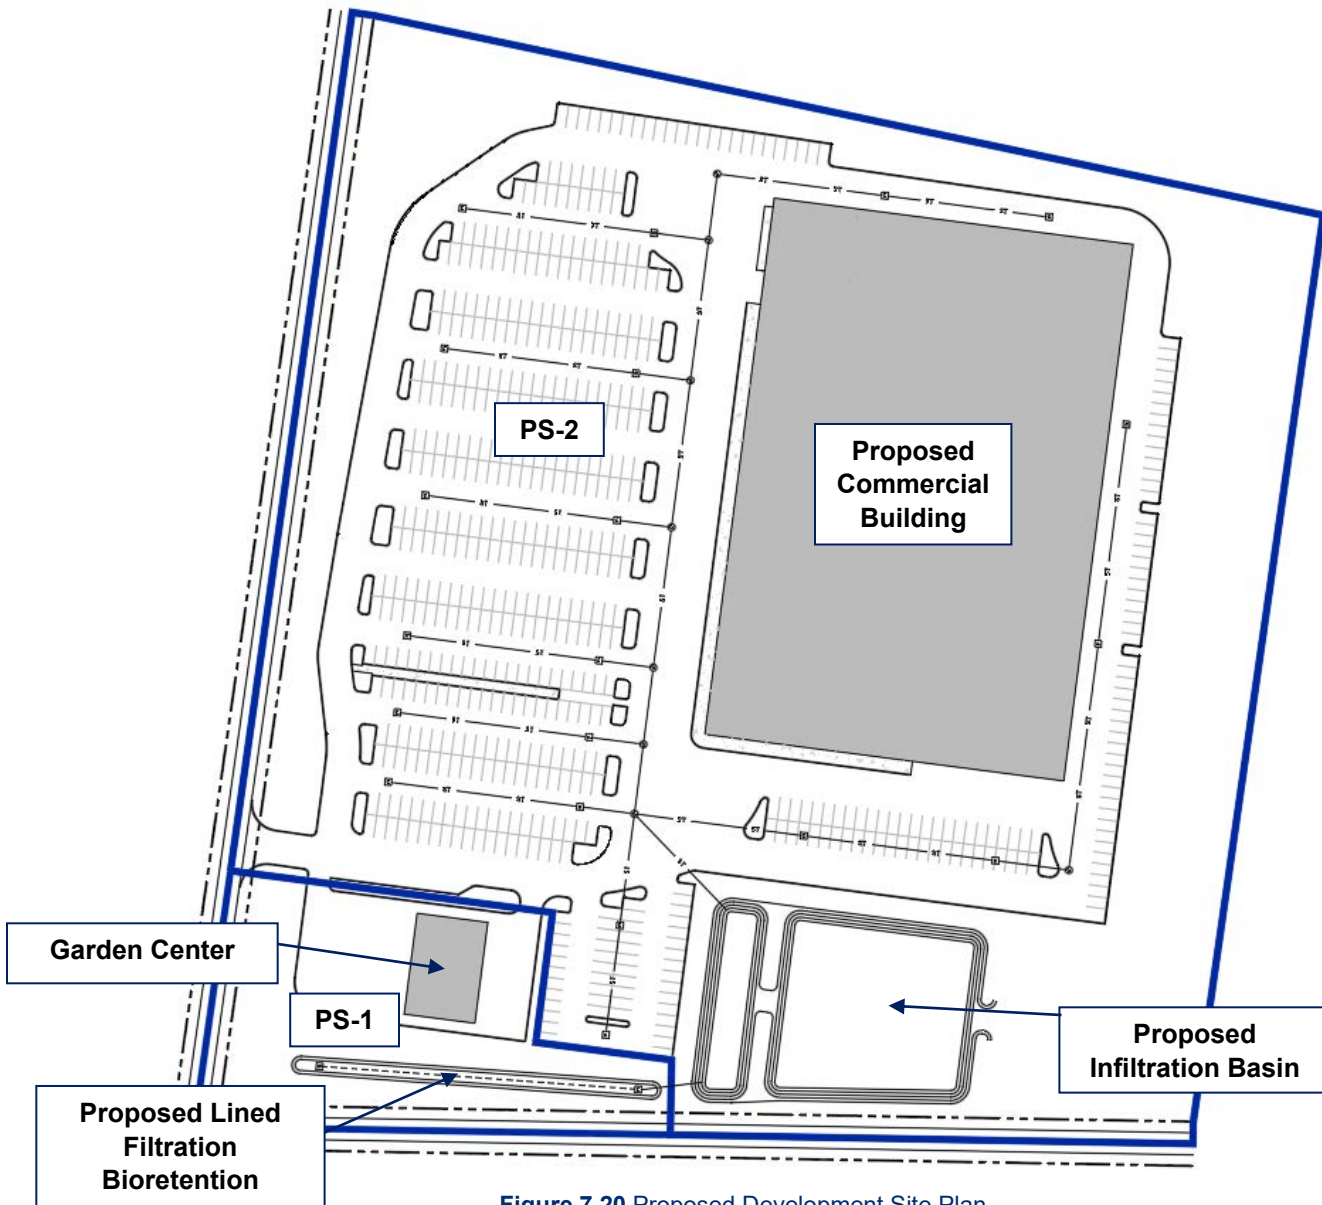 PS-2
Proposed
Commercial
Building
Garden Center
PS-1
Proposed
Infiltration Basin
Proposed Lined
Filtration
Bioretention
Figure 7.20 Proposed Development Site Plan